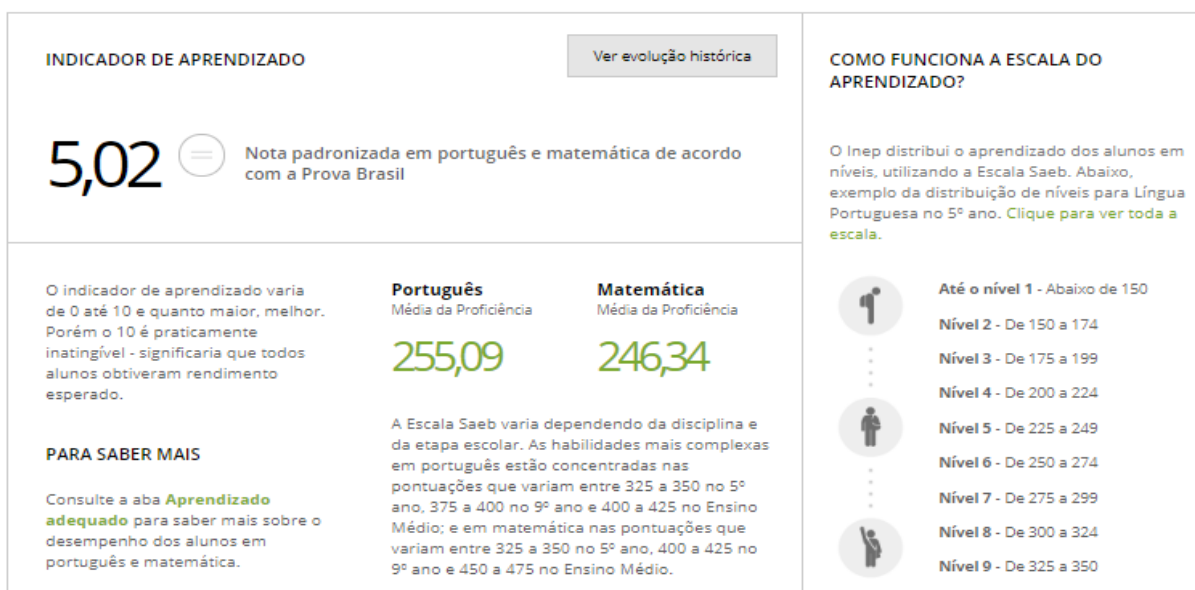 INDICADOR DE APRENDIZADO
Ver evolução histórica
5,02
=
Nota padronizada em português e matemática de acordo
com a Prova Brasil
O indicador de aprendizado varia
de 0 até 10 e quanto maior, melhor.
Porém o 10 é praticamente
inatingível - significaria que todos
alunos obtiveram rendimento
esperado.
PARA SABER MAIS
Consulte a aba Aprendizado
adequado para saber mais sobre o
desempenho dos alunos em
português e matemática.
Português
Média da Proficiência
255,09
Matemática
Média da Proficiência
246,34
A Escala Saeb varia dependendo da disciplina e
da etapa escolar. As habilidades mais complexas
em português estão concentradas nas
pontuações que variam entre 325 a 350 no 5º
ano, 375 a 400 no 9º ano e 400 a 425 no Ensino
Médio; e em matemática nas pontuações que
variam entre 325 a 350 no 5º ano, 400 a 425 no
9º ano e 450 a 475 no Ensino Médio.
COMO FUNCIONA A ESCALA DO
APRENDIZADO?
O Inep distribui o aprendizado dos alunos em
níveis, utilizando a Escala Saeb. Abaixo,
exemplo da distribuição de níveis para Língua
Portuguesa no 5º ano. Clique para ver toda a
escala.
Até o nível 1 - Abaixo de 150
Nível 2 - De 150 a 174
Nível 3 - De 175 a 199
Nível 4 - De 200 a 224
Nível 5 - De 225 a 249
Nível 6 - De 250 a 274
Nível 7 - De 275 a 299
Nível 8 - De 300 a 324
Nível 9 - De 325 a 350